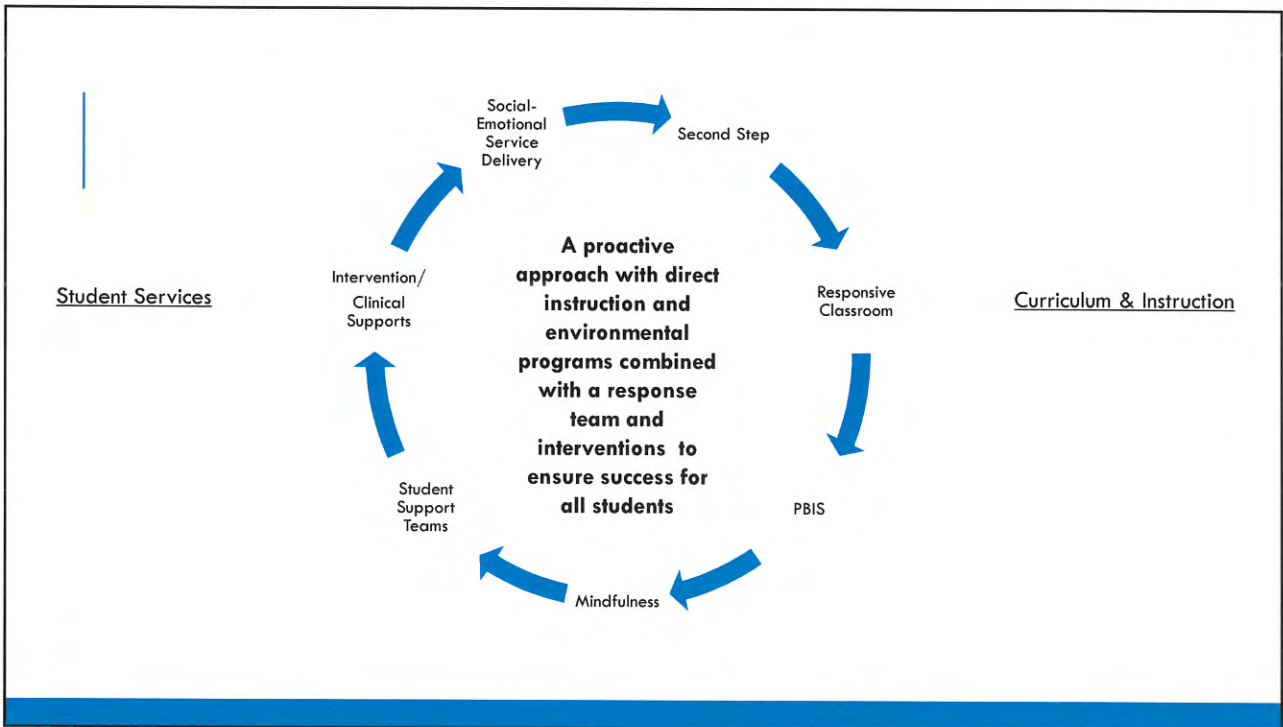 Social-
Emotional
Service
Delivery
Second Step
Responsive
Classroom
PBIS
Mindfulness
Student
Support
Teams
Intervention/
Clinical
Supports
A proactive
approach with direct
instruction and
environmental
programs combined
with a response
team and
interventions to
ensure success for
all students
Student Services
Curriculum & Instruction